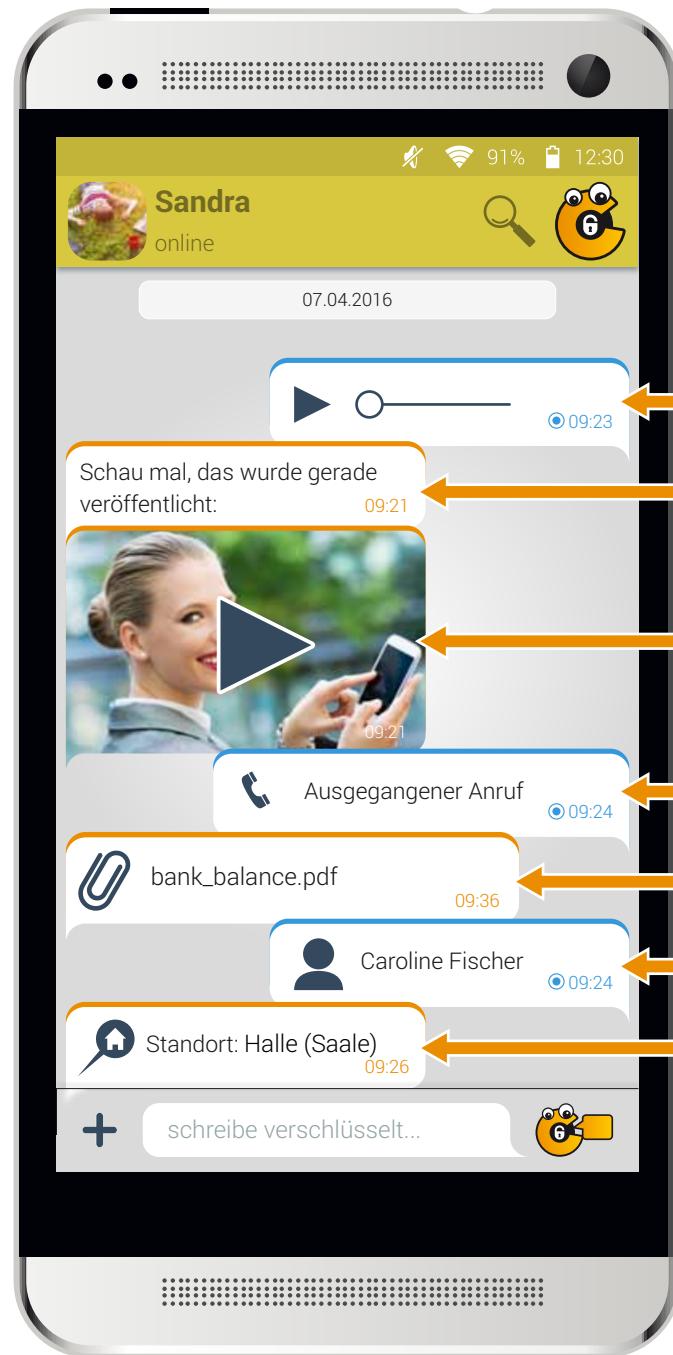 91% 12:30
Sandra
online
07.04.2016
09:23
Schau mal, das wurde gerade
veröffentlicht: 09:21
09:21
Ausgegangener Anruf
09:24
bank_balance.pdf
09:36
Caroline Fischer
09:24
Standort: Halle (Saale)
09:26
schreibe verschlüsselt...